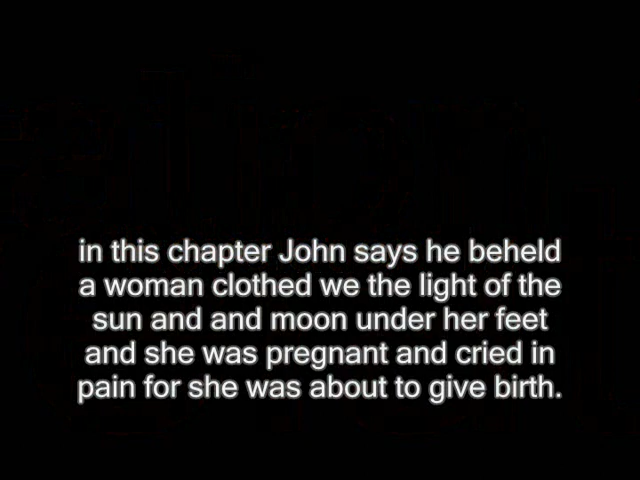 in this chapter John says he beheld
a woman clothed we the light of the
sun and and moon under her feet
and she was pregnant and cried in
pain for she was about to give birth.